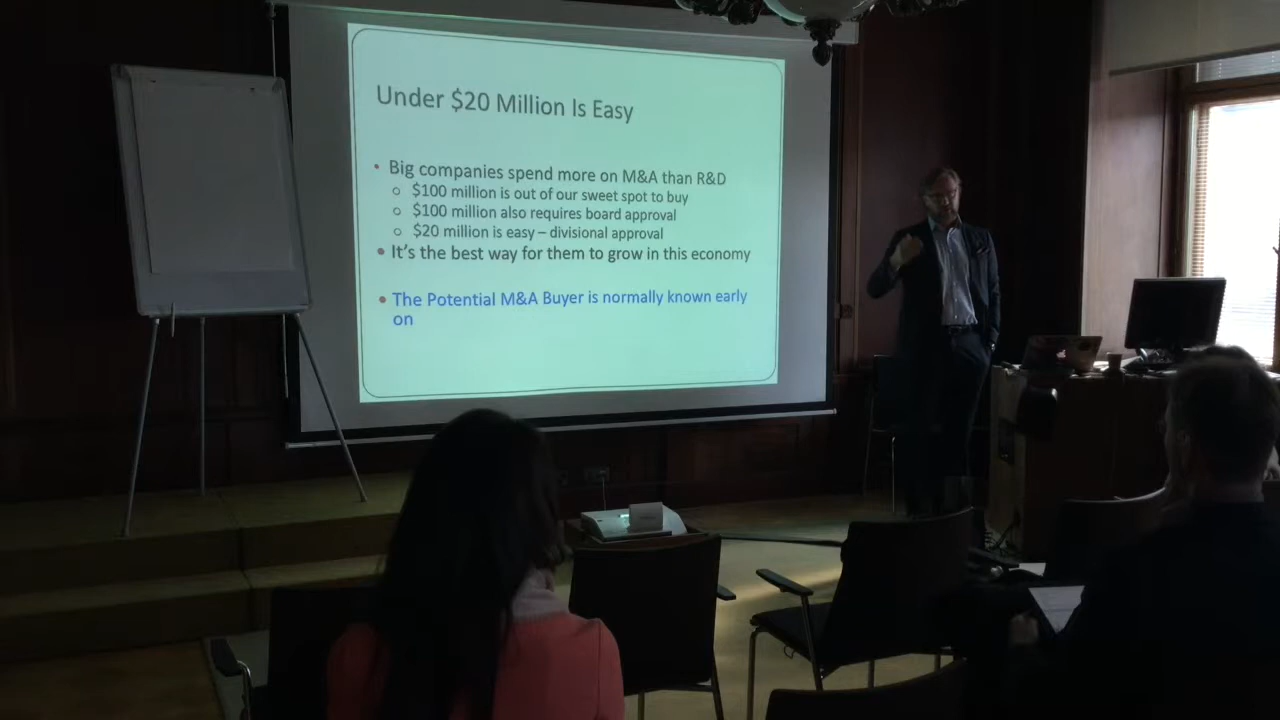 Under $20 Million Is Easy
• Big companies spend more on M&A than R&D
○ $100 million is out of our sweet spot to buy
○ $100 million also requires board approval
○ $20 million is easy – divisional approval
• It's the best way for them to grow in this economy
• The Potential M&A Buyer is normally known early
on